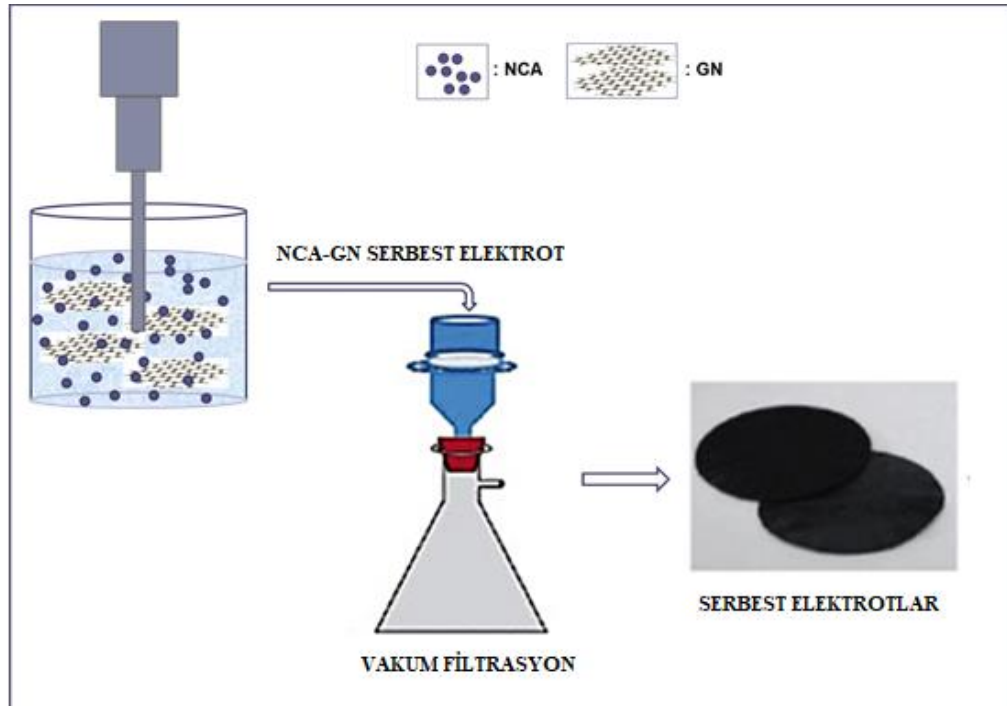 : NCA
: GN
NCA-GN SERBEST ELEKTROT
SERBEST ELEKTROTLAR
VAKUM FİLTRASYON